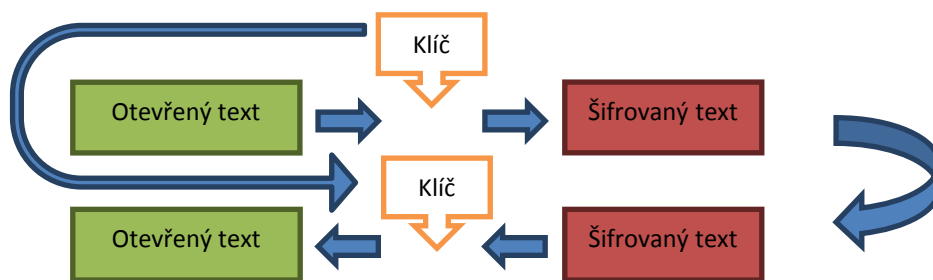 Klíč
Otevřený text
Šifrovaný text
Klíč
Otevřený text
Šifrovaný text